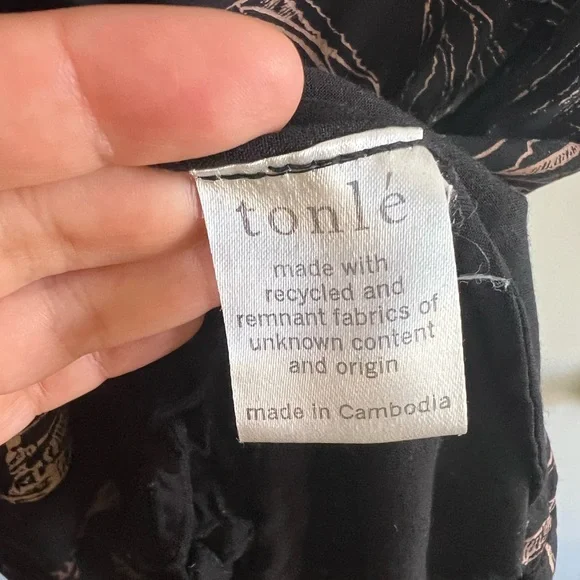 tonlé
made with
recycled and
remnant fabrics of
unknown content
and origin
made in Cambodia